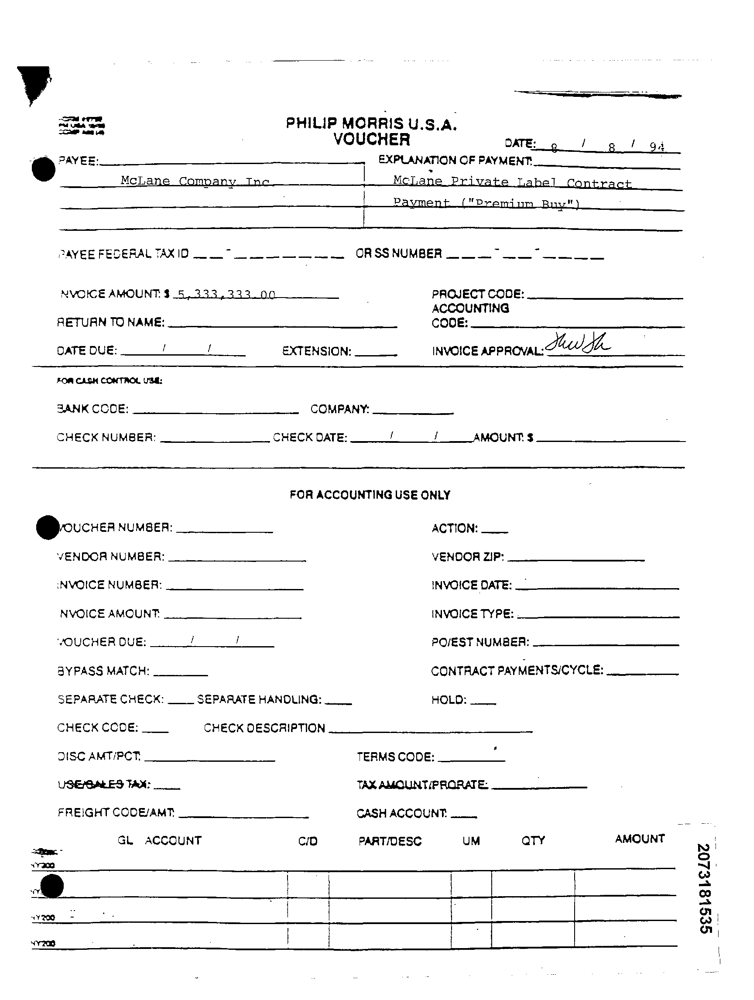 PHILIP MORRIS U.S.A.
VOUCHER
DATE: 8 / 8 / 94
PAYEE: EXPLANATION OF PAYMENT:
McLane Company Inc McLane Private Label Contract
Payment ("Premium Buy")
PAYEE FEDERAL TAX ID _ _ - _ _ _ _ _ _ _ OR SS NUMBER _ _ _ - _ _ - _ _ _ _
NVOICE AMOUNT: $ 5,333,333.00 PROJECT CODE:
ACCOUNTING
RETURN TO NAME: CODE:
DATE DUE: / / EXTENSION: INVOICE APPROVAL:
FOR CASH CONTROL USE:
BANK CODE: COMPANY:
CHECK NUMBER: CHECK DATE: / / AMOUNT: $
FOR ACCOUNTING USE ONLY
VOUCHER NUMBER: ACTION:
VENDOR NUMBER: VENDOR ZIP:
INVOICE NUMBER: INVOICE DATE:
NVOICE AMOUNT: INVOICE TYPE:
VOUCHER DUE: / / PO/EST NUMBER:
BYPASS MATCH: CONTRACT PAYMENTS/CYCLE:
SEPARATE CHECK: SEPARATE HANDLING: HOLD:
CHECK CODE: CHECK DESCRIPTION
DISC AMT/PCT: TERMS CODE:
USE/SALES TAX: TAX AMOUNT/PRORATE:
FREIGHT CODE/AMT: CASH ACCOUNT:
GL ACCOUNT C/D PART/DESC UM QTY AMOUNT
NY200
NY
NY200
NY200
2073181535